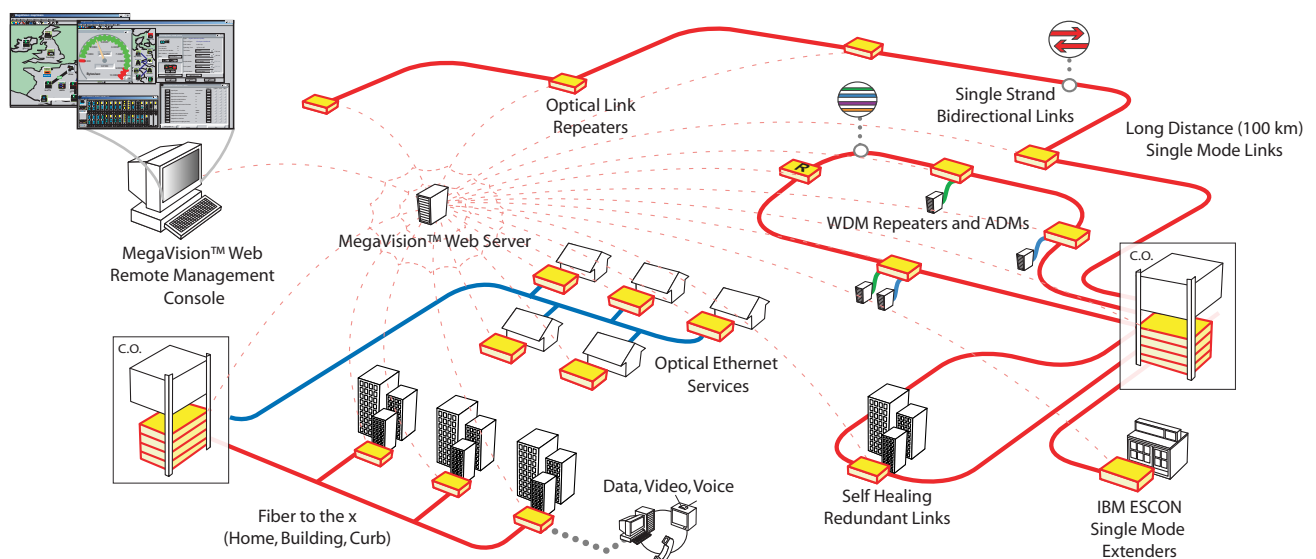 Optical Link
Repeaters
Single Strand
Bidirectional Links
Long Distance (100 km)
Single Mode Links
R
WDM Repeaters and ADMs
MegaVision™ Web Server
MegaVision™ Web
Remote Management
Console
C.O.
C.O.
Optical Ethernet
Services
Data, Video, Voice
Fiber to the x
(Home, Building, Curb)
Self Healing
Redundant Links
IBM ESCON
Single Mode
Extenders